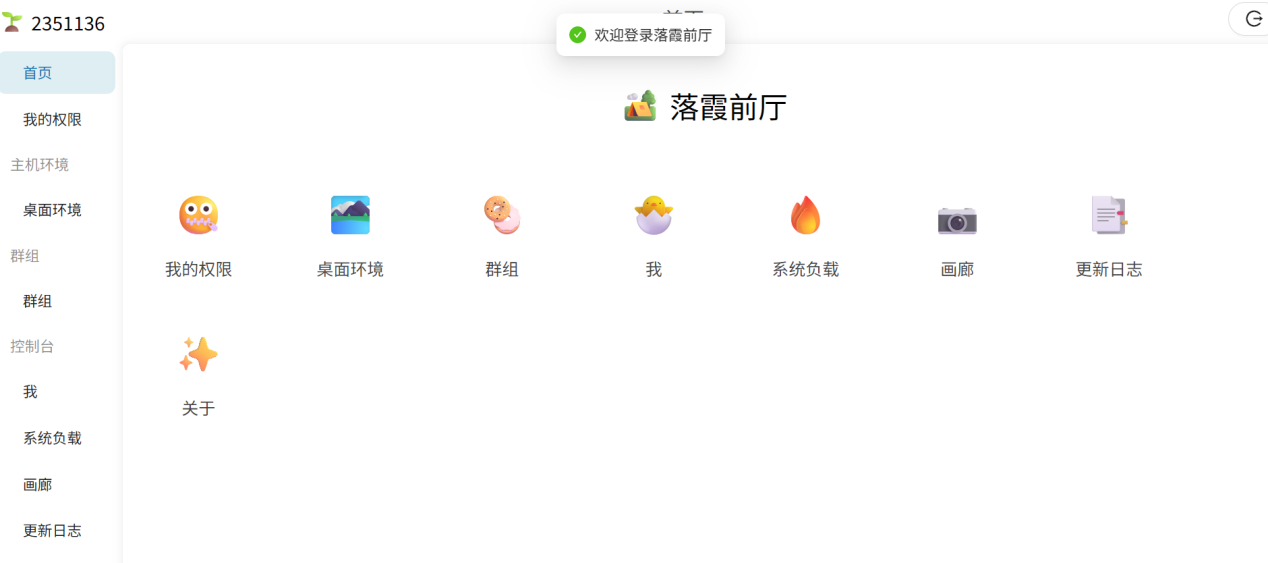 2351136
首页
欢迎登录落霞前厅
首页
我的权限
主机环境
桌面环境
群组
群组
控制台
我
系统负载
画廊
更新日志
落霞前厅
我的权限
桌面环境
群组
我
系统负载
画廊
更新日志
关于